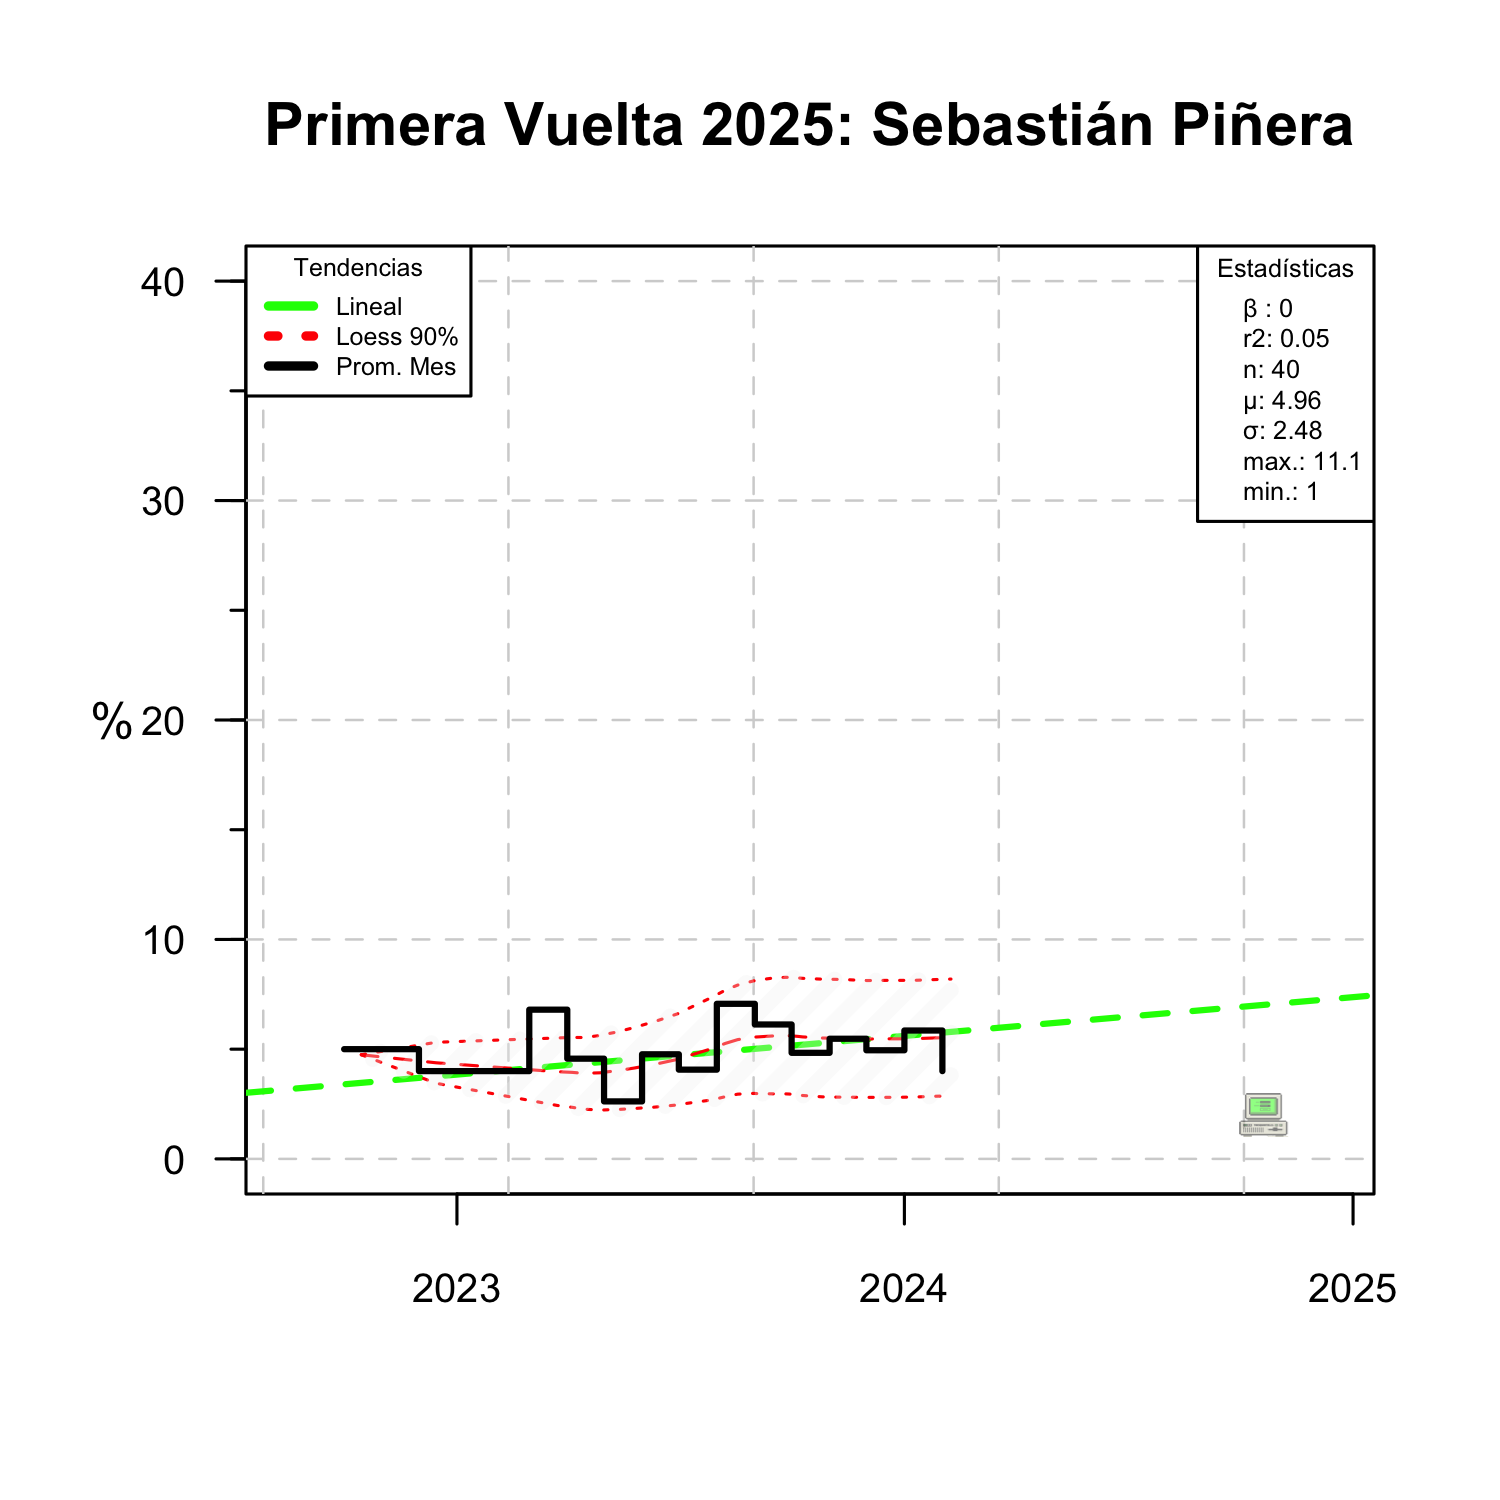 Primera Vuelta 2025: Sebastián Piñera
Tendencias
Lineal
Loess 90%
Prom. Mes
Estadísticas
β : 0
r2: 0.05
n: 40
μ: 4.96
σ: 2.48
max.: 11.1
min.: 1
40
30
% 20
10
0
2023 2024 2025